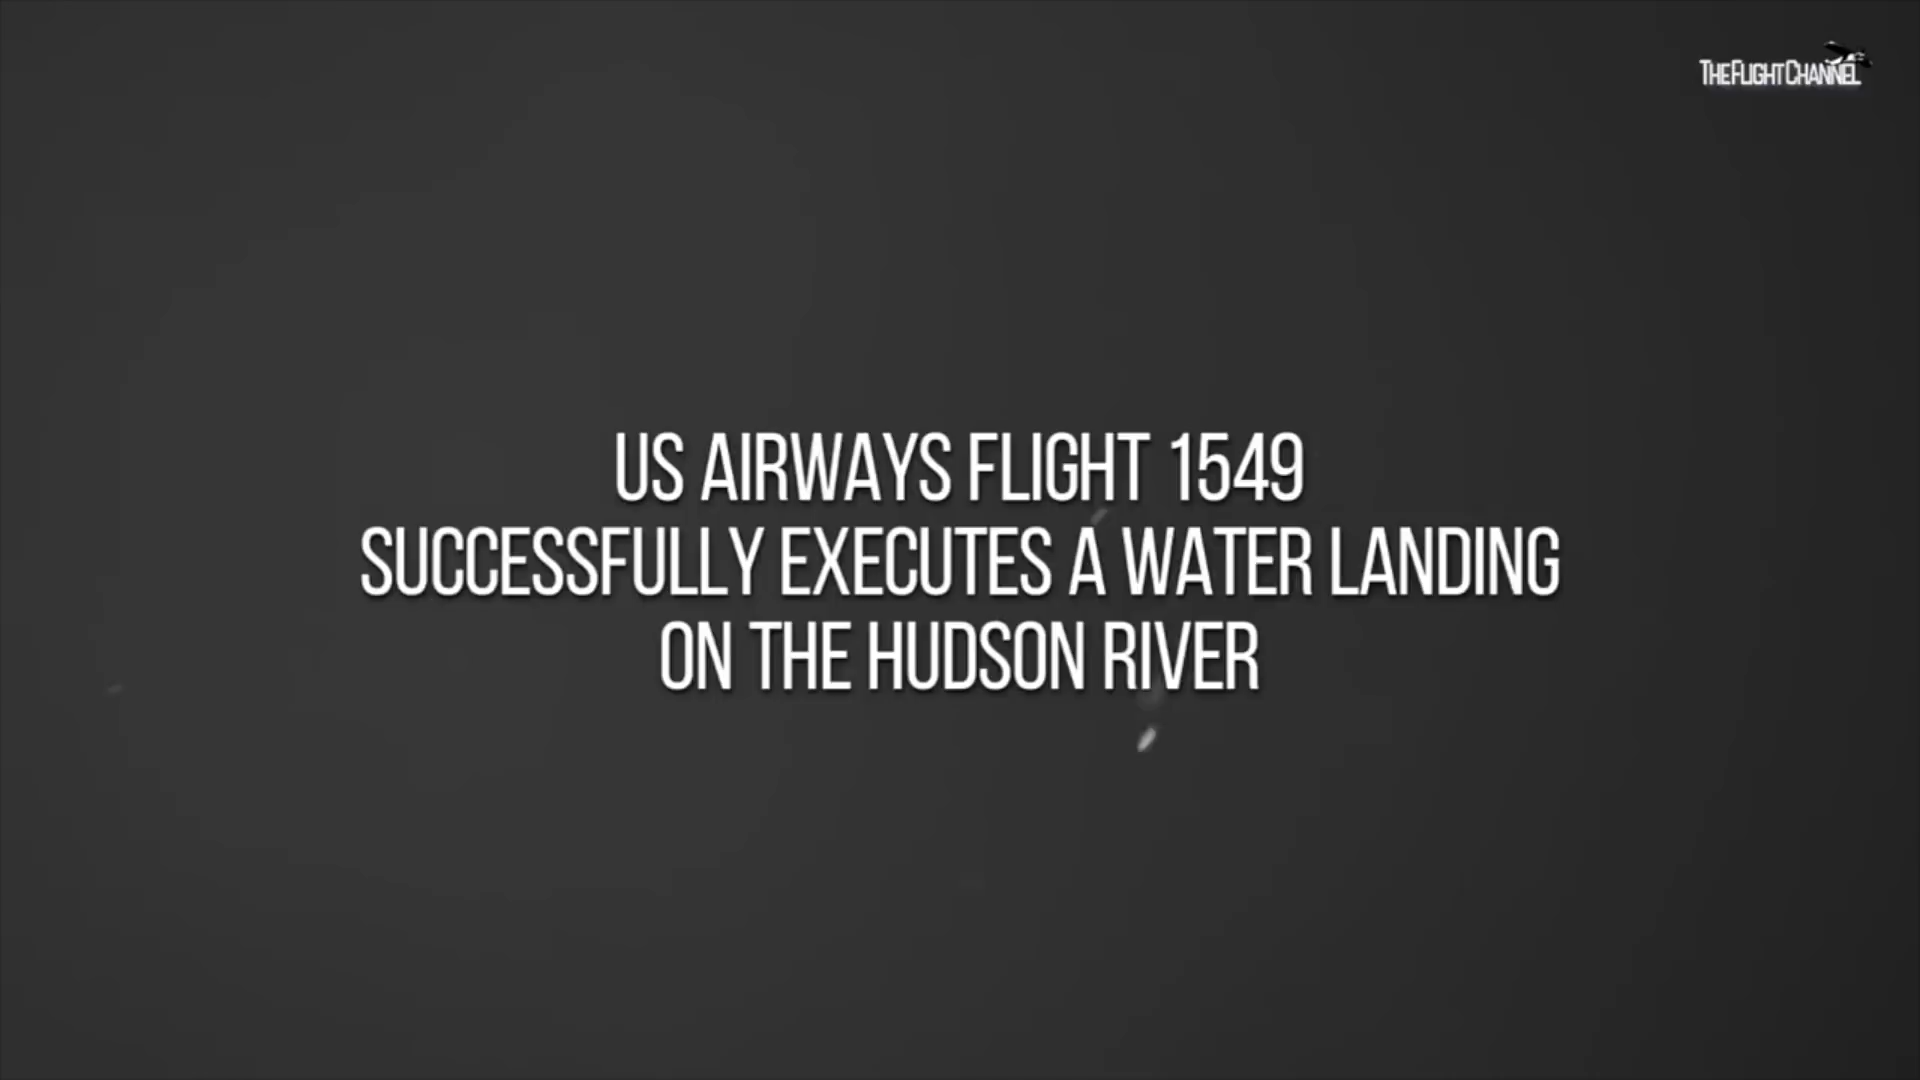 THEFLIGHTCHANNEL
US AIRWAYS FLIGHT 1549
SUCCESSFULLY EXECUTES A WATER LANDING
ON THE HUDSON RIVER